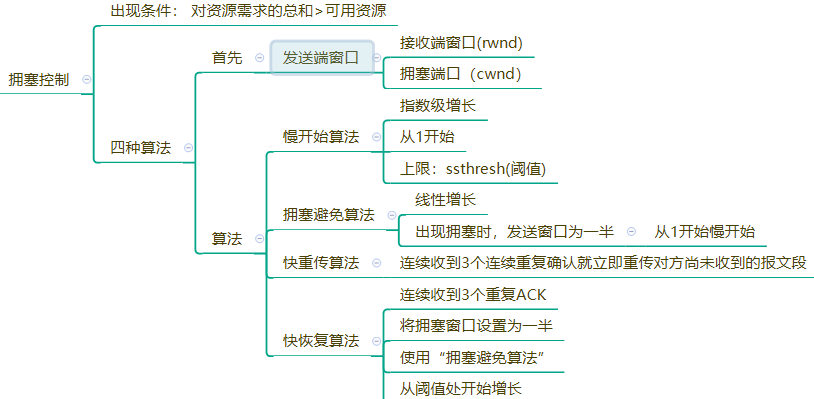 出现条件： 对资源需求的总和>可用资源
首先
发送端窗口
接收端窗口(rwnd)
拥塞端口（cwnd）
拥塞控制
四种算法
慢开始算法
指数级增长
从1开始
上限：ssthresh(阈值)
算法
拥塞避免算法
线性增长
出现拥塞时，发送窗口为一半
从1开始慢开始
快重传算法
连续收到3个连续重复确认就立即重传对方尚未收到的报文段
快恢复算法
连续收到3个重复ACK
将拥塞窗口设置为一半
使用“拥塞避免算法”
从阈值处开始增长